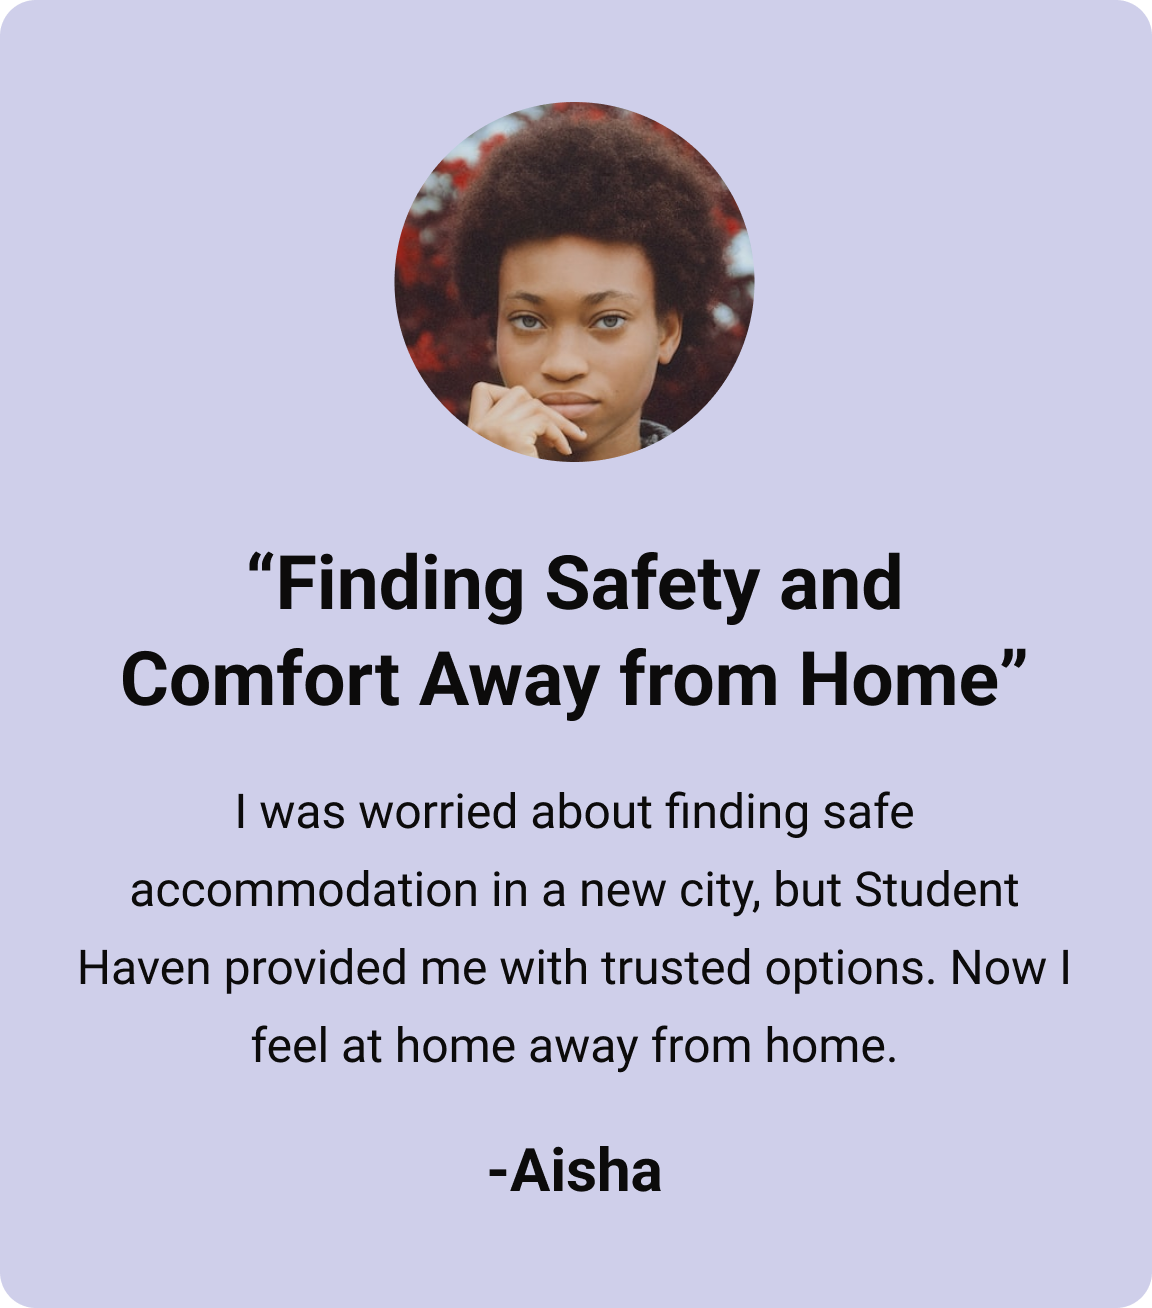 “Finding Safety and
Comfort Away from Home”
I was worried about finding safe
accommodation in a new city, but Student
Haven provided me with trusted options. Now I
feel at home away from home.
-Aisha